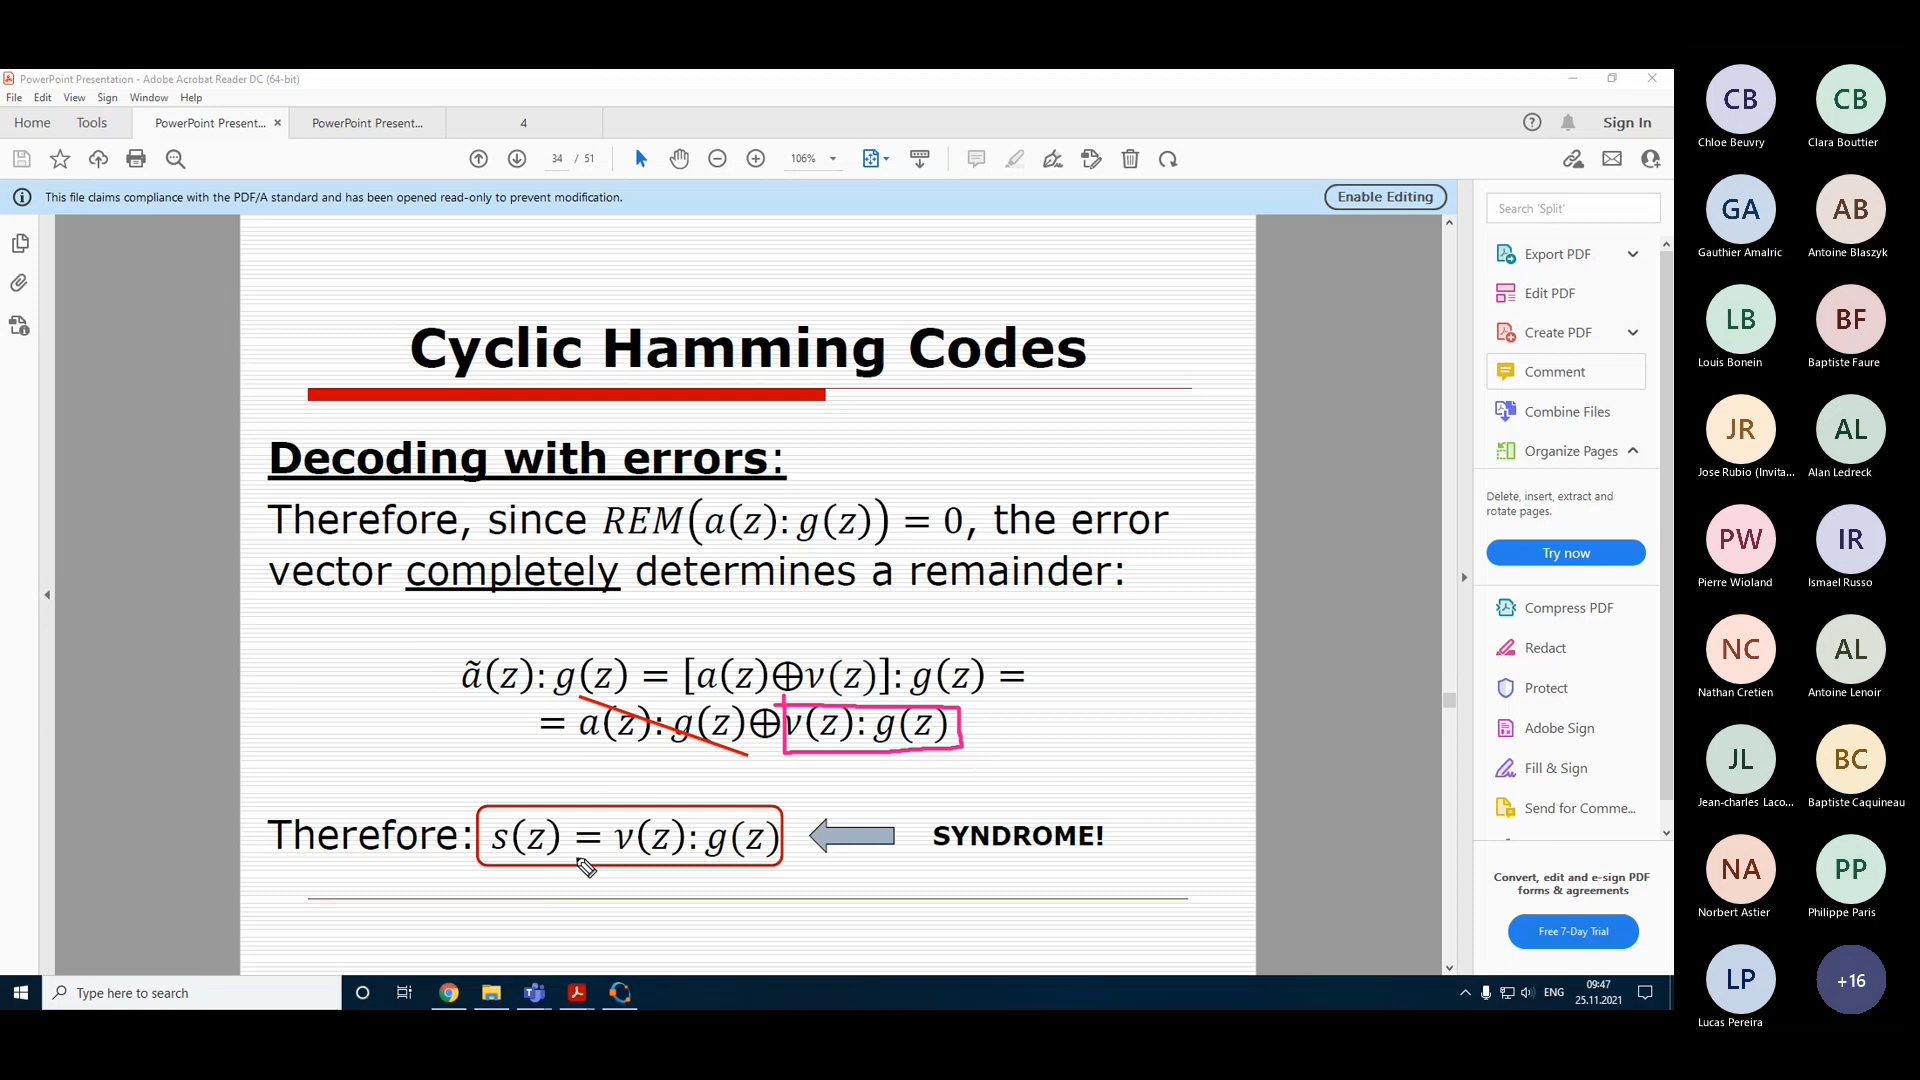 PowerPoint Presentation - Adobe Acrobat Reader DC (64-bit)
File Edit View Sign Window Help
Home Tools PowerPoint Present... × PowerPoint Present... 4 Sign In
34 / 51 106%
This file claims compliance with the PDF/A standard and has been opened read-only to prevent modification. Enable Editing
Cyclic Hamming Codes
Decoding with errors:
Therefore, since REM(a(z): g(z)) = 0, the error
vector completely determines a remainder:
ã(z): g(z) = [a(z)⊕v(z)]: g(z) =
= a(z): g(z)⊕v(z): g(z)
Therefore: s(z) = v(z): g(z) SYNDROME!
Search 'Split'
Export PDF
Edit PDF
Create PDF
Comment
Combine Files
Organize Pages
Delete, insert, extract and
rotate pages.
Try now
Compress PDF
Redact
Protect
Adobe Sign
Fill & Sign
Send for Comme...
Convert, edit and e-sign PDF
forms & agreements
Free 7-Day Trial
Type here to search
ENG
09:47
25.11.2021
CB CB
Chloe Beuvry Clara Bouttier
GA AB
Gauthier Amalric Antoine Blaszyk
LB BF
Louis Bonein Baptiste Faure
JR AL
Jose Rubio (Invita... Alan Ledreck
PW IR
Pierre Wioland Ismael Russo
NC AL
Nathan Cretien Antoine Lenoir
JL BC
Jean-charles Laco... Baptiste Caquineau
NA PP
Norbert Astier Philippe Paris
LP +16
Lucas Pereira